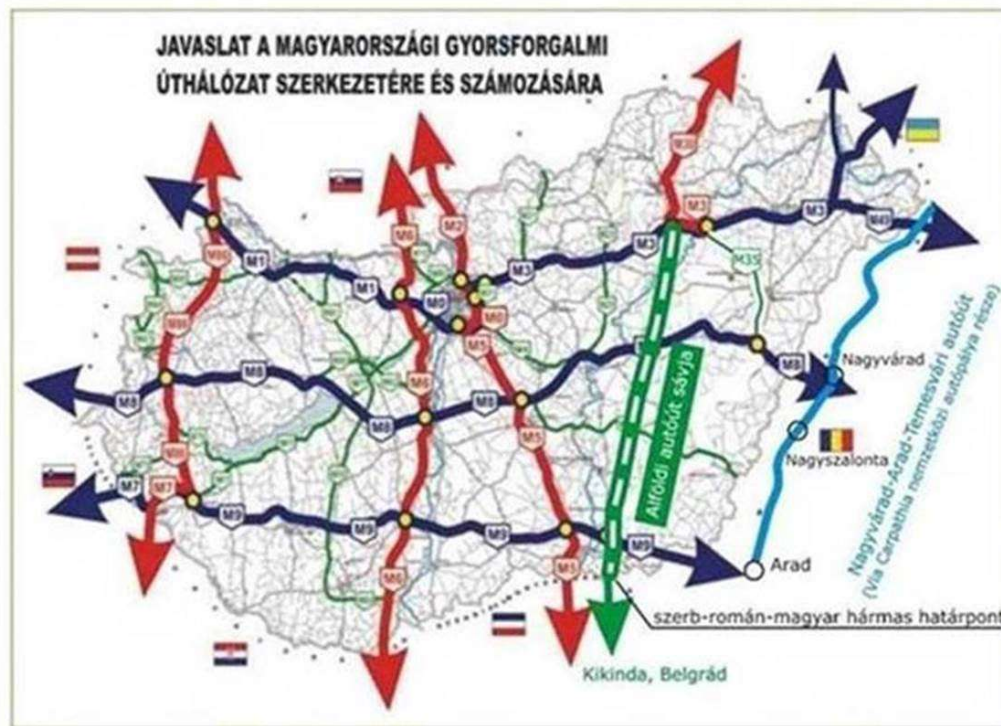 JAVASLAT A MAGYARORSZÁGI GYORSFORGALMI
ÚTHÁLÓZAT SZERKEZETÉRE ÉS SZÁMOZÁSÁRA
M30
M3
M3
M49
M2
M6
M3
M3
M35
M1
M1
M0
M0
M5
M8
M8
M8
M8
M8
M6
M5
M7
M7
M9
M9
M9
M9
M6
M5
Alföldi autóút sávja
Nagyvárad
Nagyszalonta
Arad
Nagyvárad-Arad-Temesvári autóút
(Via Carpathia nemzetközi autópálya része)
szerb-román-magyar hármas határpont
Kikinda, Belgrád